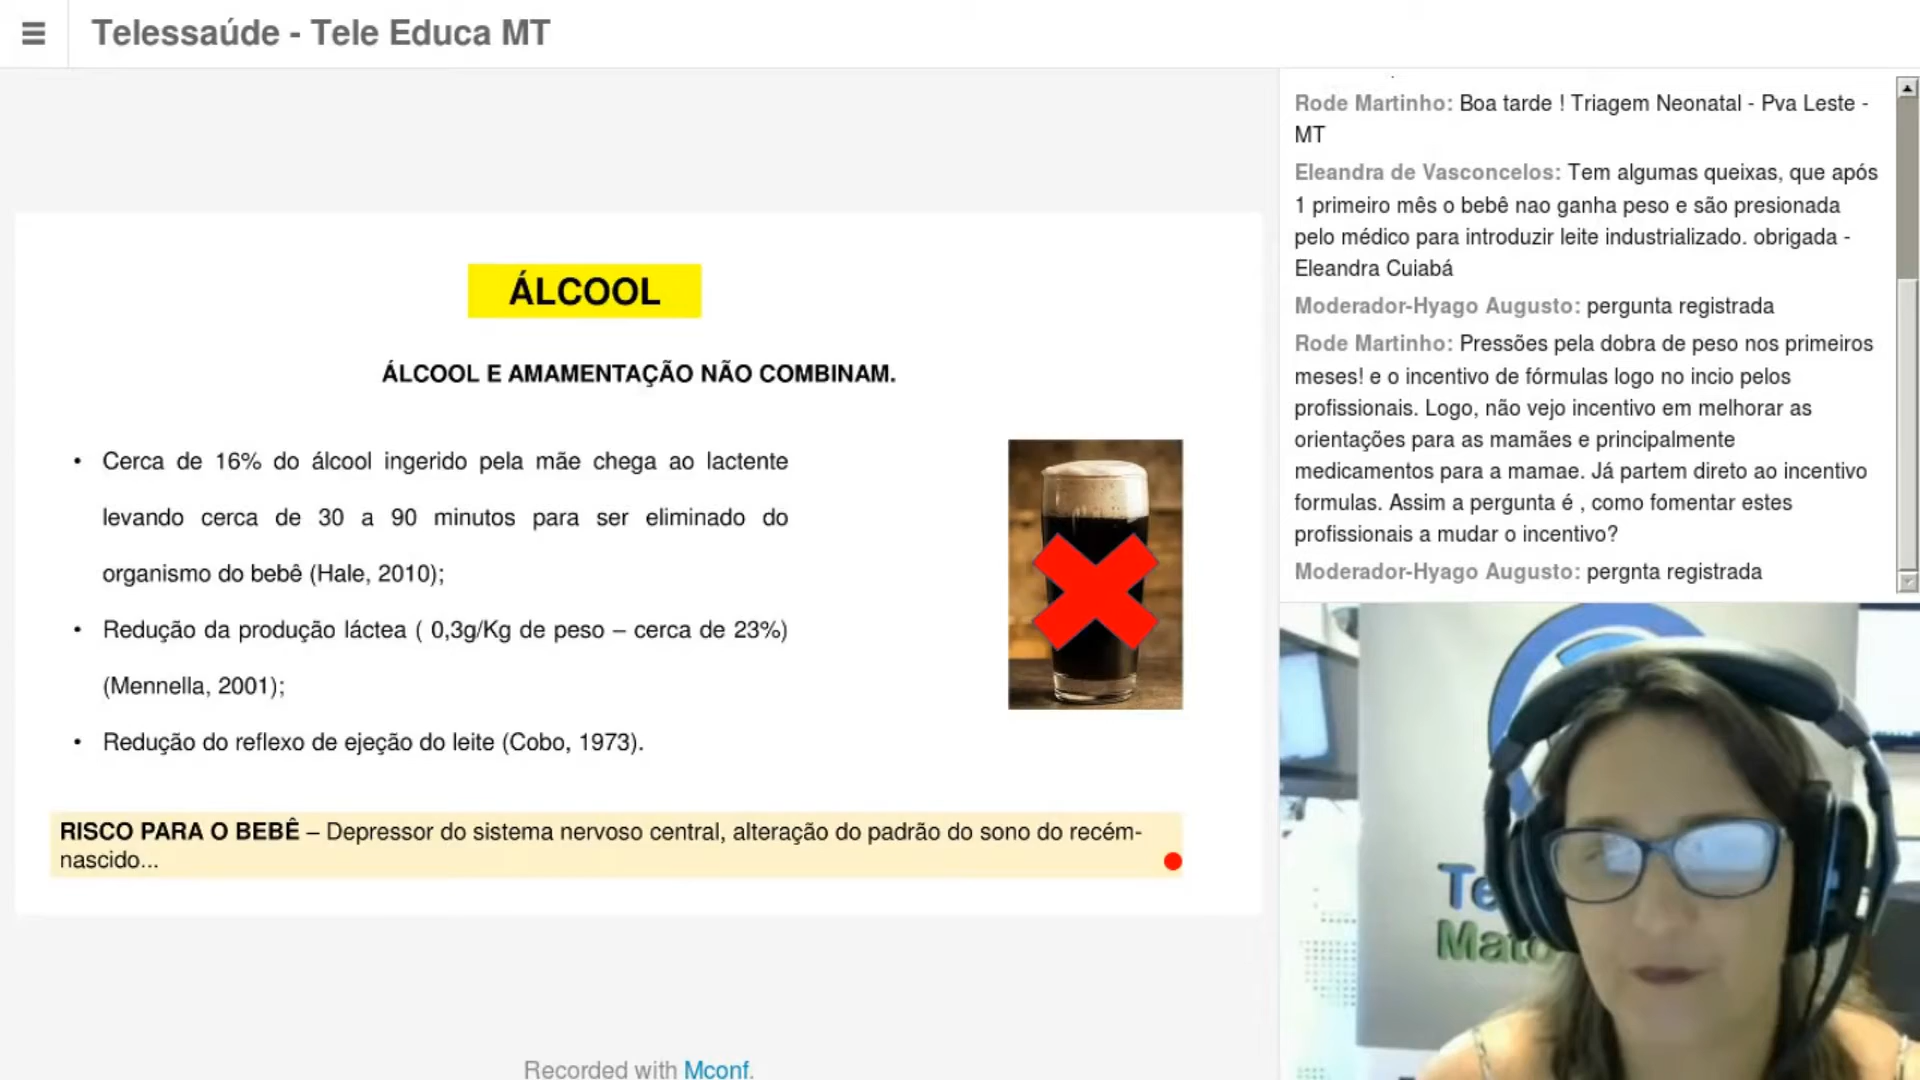 Telessaúde - Tele Educa MT
ÁLCOOL
ÁLCOOL E AMAMENTAÇÃO NÃO COMBINAM.
• Cerca de 16% do álcool ingerido pela mãe chega ao lactente
levando cerca de 30 a 90 minutos para ser eliminado do
organismo do bebê (Hale, 2010);
• Redução da produção láctea ( 0,3g/Kg de peso – cerca de 23%)
(Mennella, 2001);
• Redução do reflexo de ejeção do leite (Cobo, 1973).
RISCO PARA O BEBÊ – Depressor do sistema nervoso central, alteração do padrão do sono do recém-
nascido...
Recorded with Mconf.
Rode Martinho: Boa tarde ! Triagem Neonatal - Pva Leste -
MT
Eleandra de Vasconcelos: Tem algumas queixas, que após
1 primeiro mês o bebê nao ganha peso e são presionada
pelo médico para introduzir leite industrializado. obrigada -
Eleandra Cuiabá
Moderador-Hyago Augusto: pergunta registrada
Rode Martinho: Pressões pela dobra de peso nos primeiros
meses! e o incentivo de fórmulas logo no incio pelos
profissionais. Logo, não vejo incentivo em melhorar as
orientações para as mamães e principalmente
medicamentos para a mamae. Já partem direto ao incentivo
formulas. Assim a pergunta é , como fomentar estes
profissionais a mudar o incentivo?
Moderador-Hyago Augusto: pergnta registrada
Mato